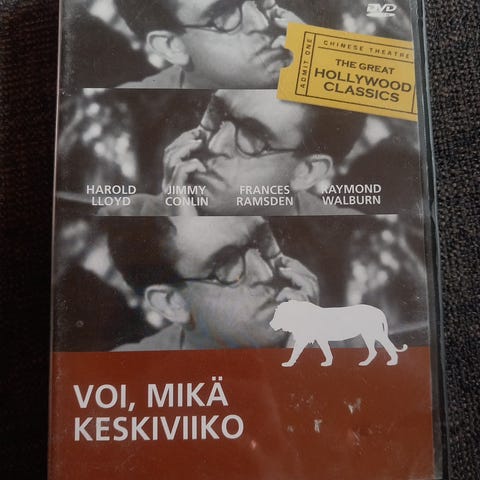 DVD
CHINESE THEATRE
ADMIT ONE
THE GREAT
HOLLYWOOD
CLASSICS
HAROLD LLOYD
JIMMY CONLIN
FRANCES RAMSDEN
RAYMOND WALBURN
VOI, MIKÄ
KESKIVIIKO